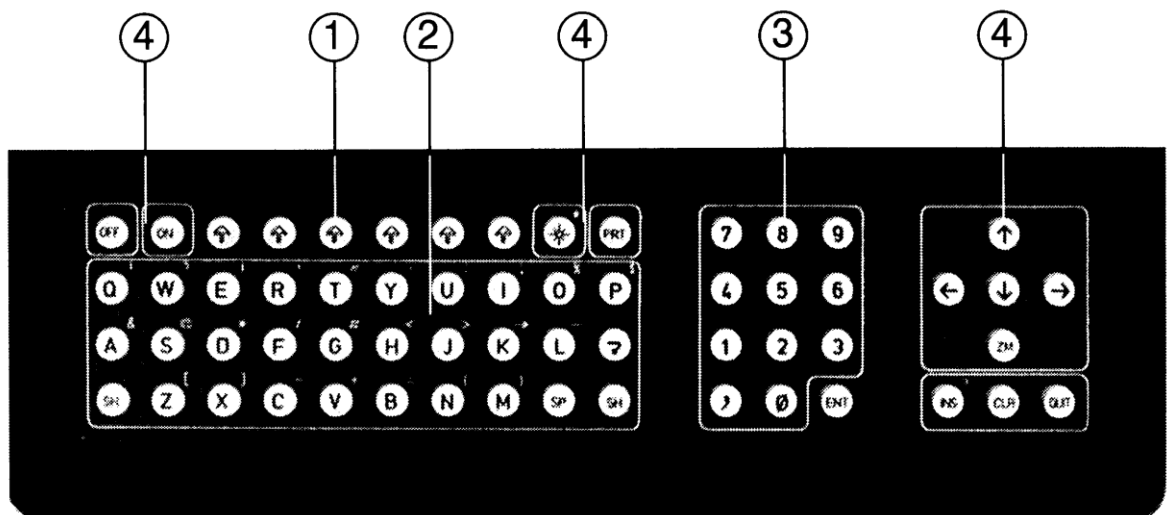 4 1 2 4 3 4
OFF ON PRT 7 8 9 ↑
Q W E R T Y U I O P 4 5 6 ← ↓ →
& * / # < > →
A S D F G H J K L 1 2 3 ZM
[ ]
SH Z X C V B N M SP SH , Ø ENT INS CLR QUIT